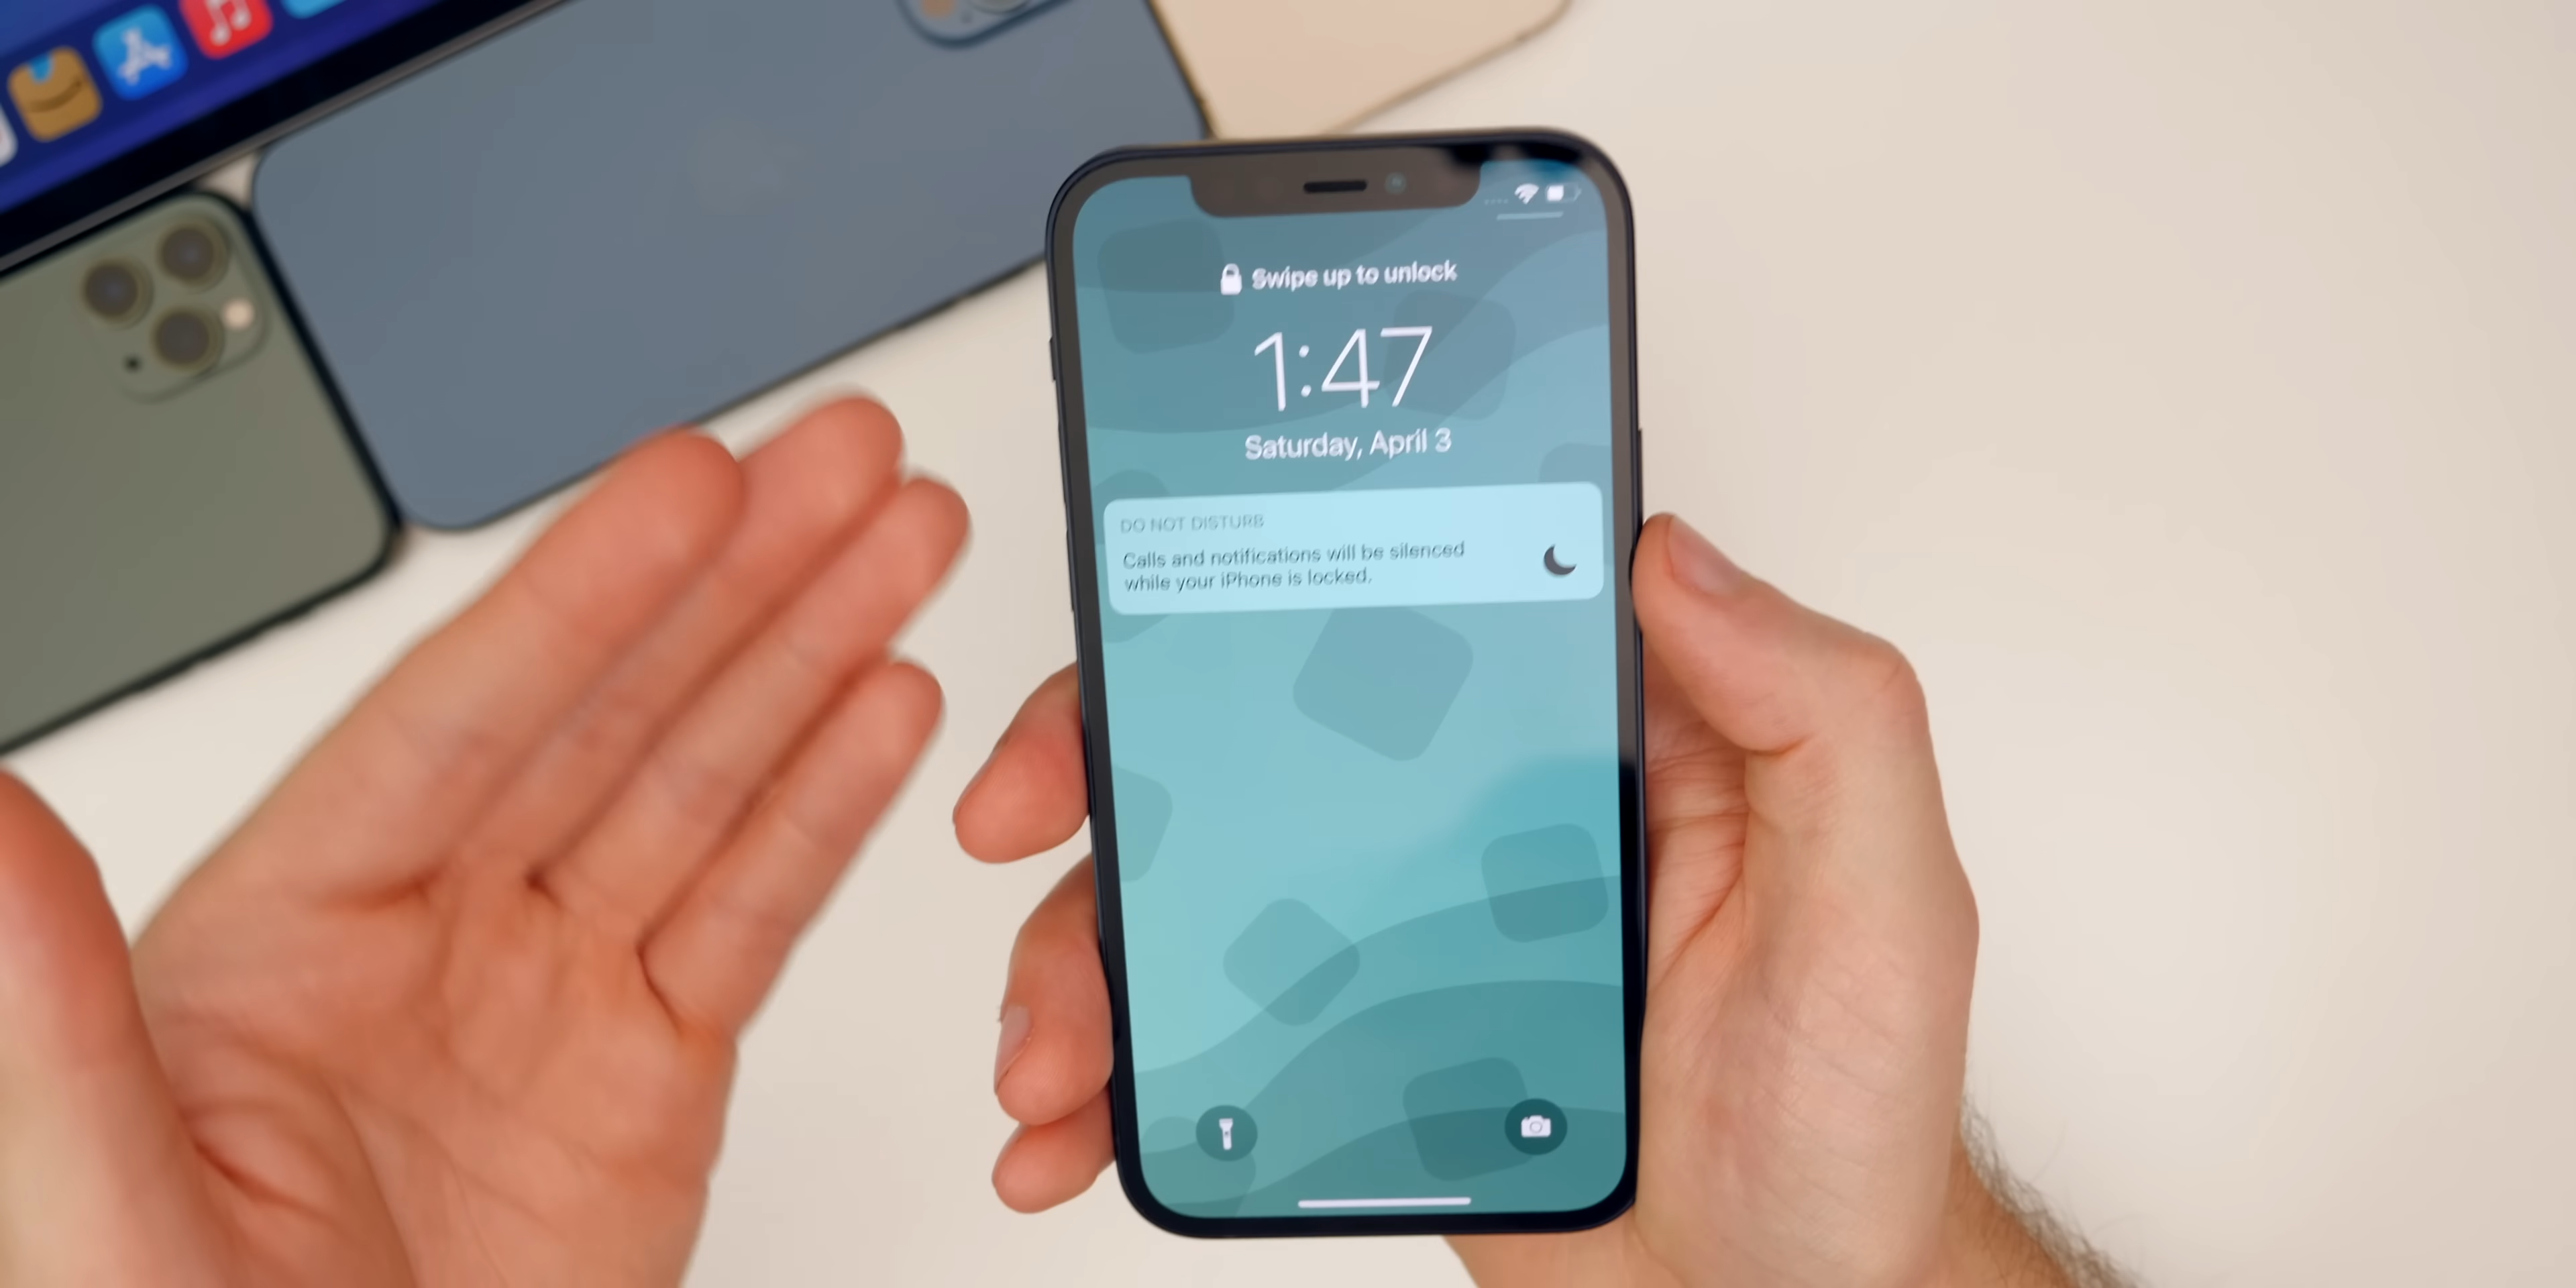 Swipe up to unlock
1:47
Saturday, April 3
DO NOT DISTURB
Calls and notifications will be silenced
while your iPhone is locked.